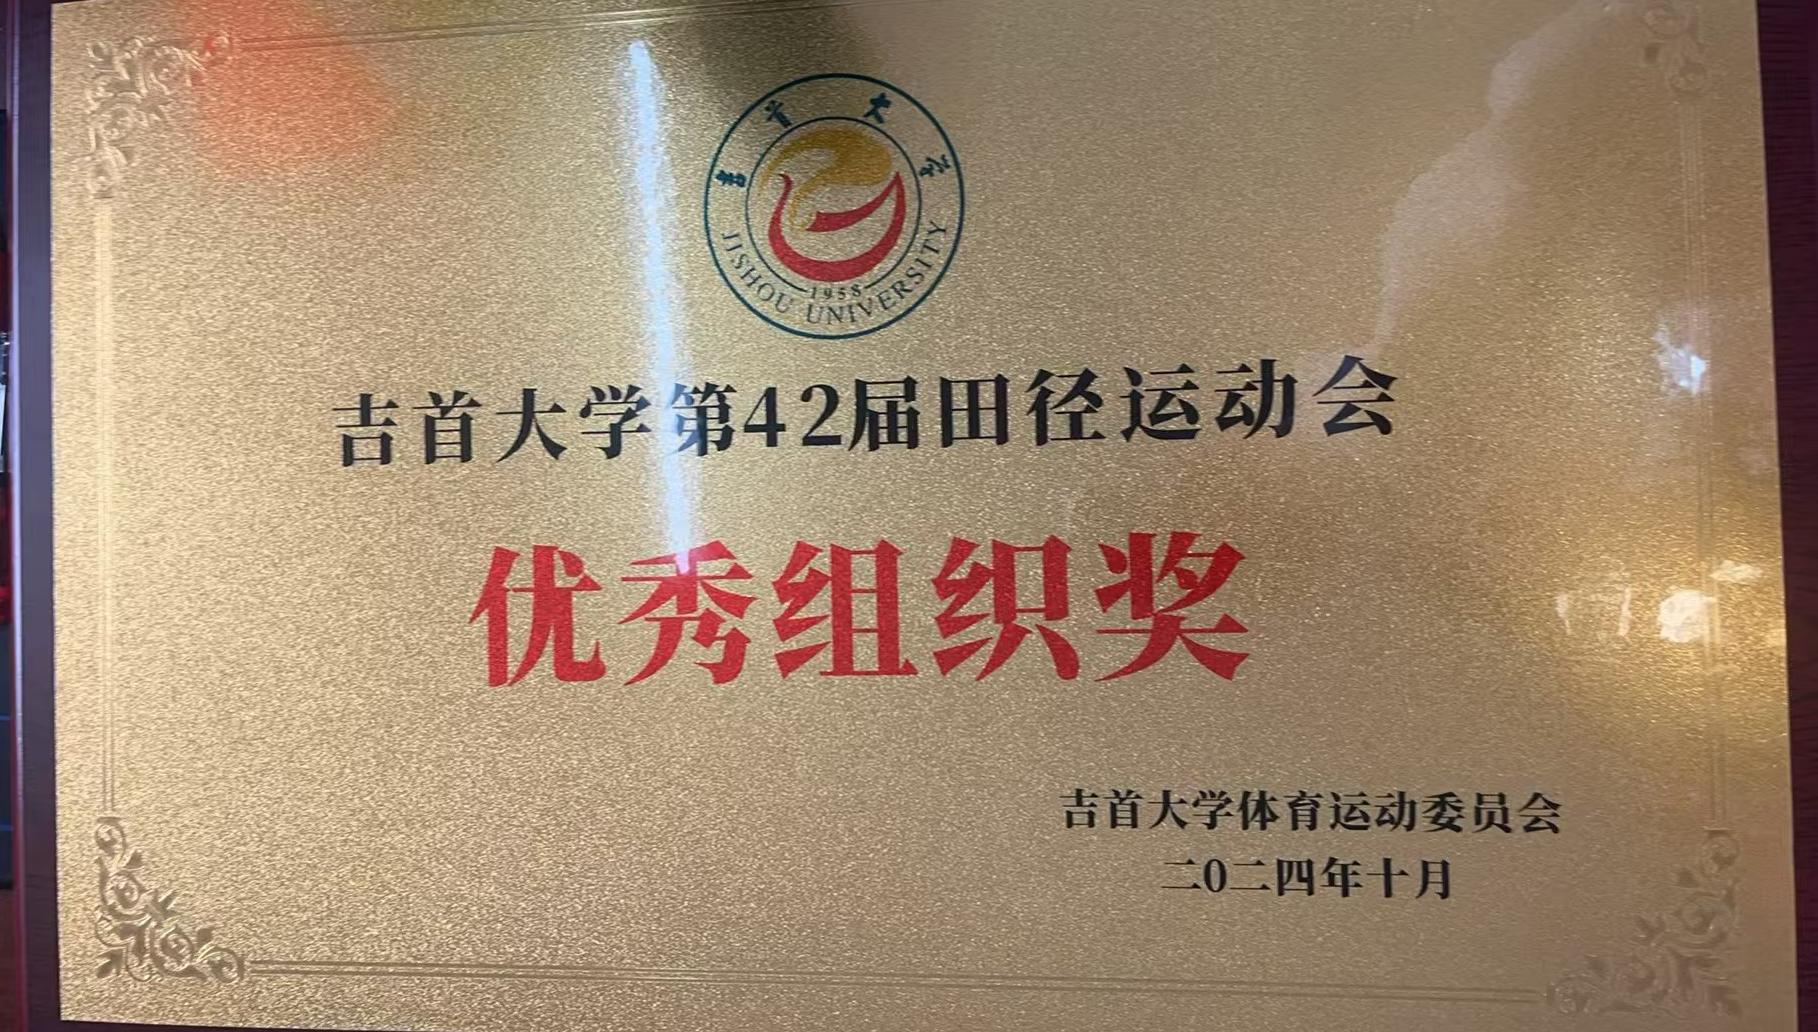 吉首大学
1958
JISHOU UNIVERSITY
吉首大学第42届田径运动会
优秀组织奖
吉首大学体育运动委员会
二0二四年十月